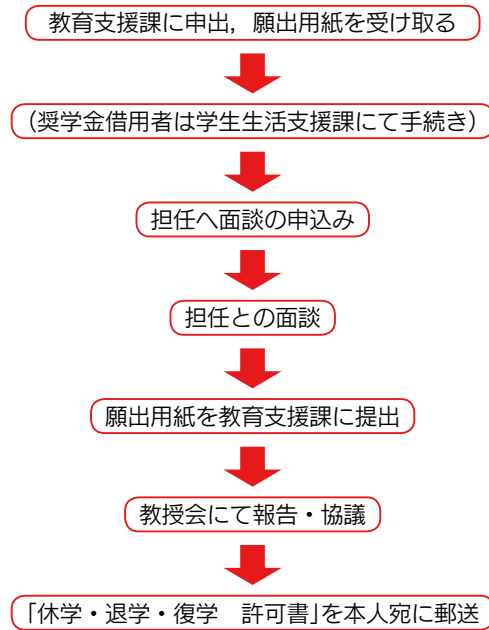 教育支援課に申出，願出用紙を受け取る
（奨学金借用者は学生生活支援課にて手続き）
担任へ面談の申込み
担任との面談
願出用紙を教育支援課に提出
教授会にて報告・協議
「休学・退学・復学　許可書」を本人宛に郵送